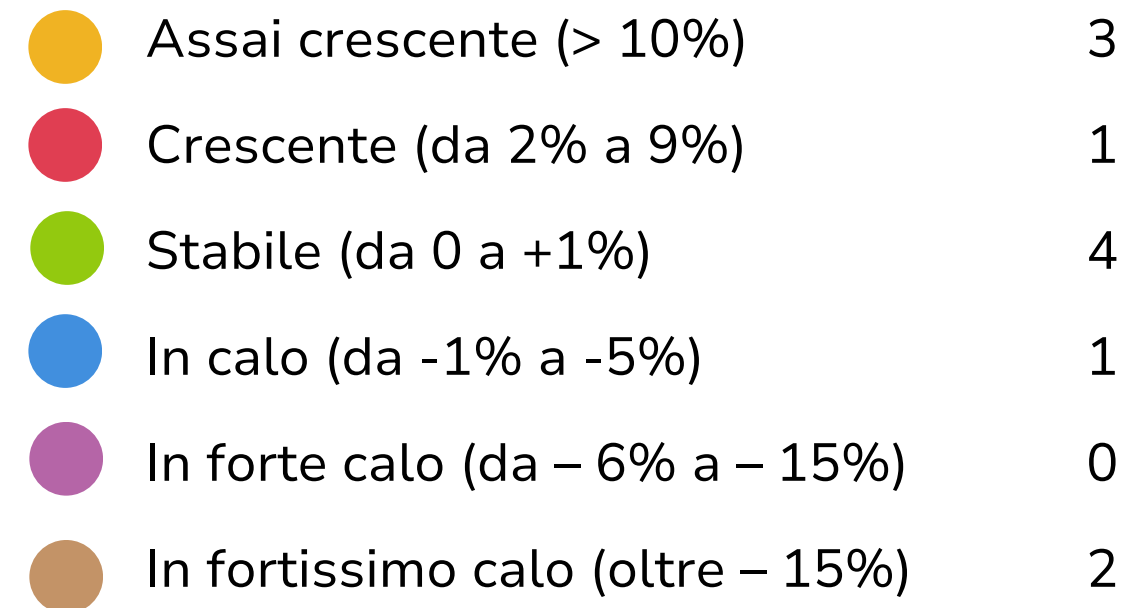 Assai crescente (> 10%) 3
Crescente (da 2% a 9%) 1
Stabile (da 0 a +1%) 4
In calo (da -1% a -5%) 1
In forte calo (da – 6% a – 15%) 0
In fortissimo calo (oltre – 15%) 2